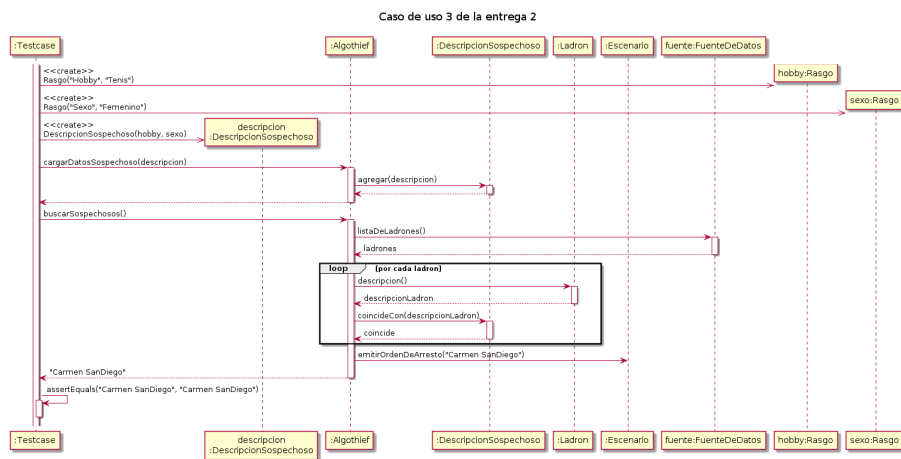 Caso de uso 3 de la entrega 2
:Testcase
:Algothief
:DescripcionSospechoso
:Ladron
:Escenario
fuente:FuenteDeDatos
<<create>>
Rasgo("Hobby", "Tenis")
hobby:Rasgo
<<create>>
Rasgo("Sexo", "Femenino")
sexo:Rasgo
<<create>>
DescripcionSospechoso(hobby, sexo)
descripcion
:DescripcionSospechoso
cargarDatosSospechoso(descripcion)
agregar(descripcion)
buscarSospechosos()
listaDeLadrones()
ladrones
loop
[por cada ladron]
descripcion()
descripcionLadron
coincideCon(descripcionLadron)
coincide
emitirOrdenDeArresto("Carmen SanDiego")
"Carmen SanDiego"
assertEquals("Carmen SanDiego", "Carmen SanDiego")
:Testcase
descripcion
:DescripcionSospechoso
:Algothief
:DescripcionSospechoso
:Ladron
:Escenario
fuente:FuenteDeDatos
hobby:Rasgo
sexo:Rasgo